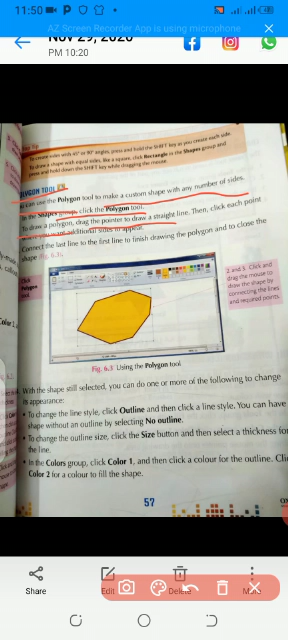 11:50
AZ Screen Recorder App is using microphone
Nov 29, 2020
PM 10:20
To create sides with 45° or 90° angles, press and hold the SHIFT key as you create each side.
To draw a shape with equal sides, like a square, click Rectangle in the Shapes group and
press and hold down the SHIFT key while dragging the mouse.
POLYGON TOOL
can use the Polygon tool to make a custom shape with any number of sides.
In the Shapes group, click the Polygon tool.
To draw a polygon, drag the pointer to draw a straight line. Then, click each point
where you want additional sides to appear.
Connect the last line to the first line to finish drawing the polygon and to close the
shape (fig. 6.3).
Click
Polygon
tool.
2 and 3. Click and
drag the mouse to
draw the shape by
connecting the lines
and required points.
Color 1,
Fig. 6.3 Using the Polygon tool
With the shape still selected, you can do one or more of the following to change
its appearance:
• To change the line style, click Outline and then click a line style. You can have
shape without an outline by selecting No outline.
• To change the outline size, click the Size button and then select a thickness for
the line.
• In the Colors group, click Color 1, and then click a colour for the outline. Cli
Color 2 for a colour to fill the shape.
57
Share
Edit
Delete
More